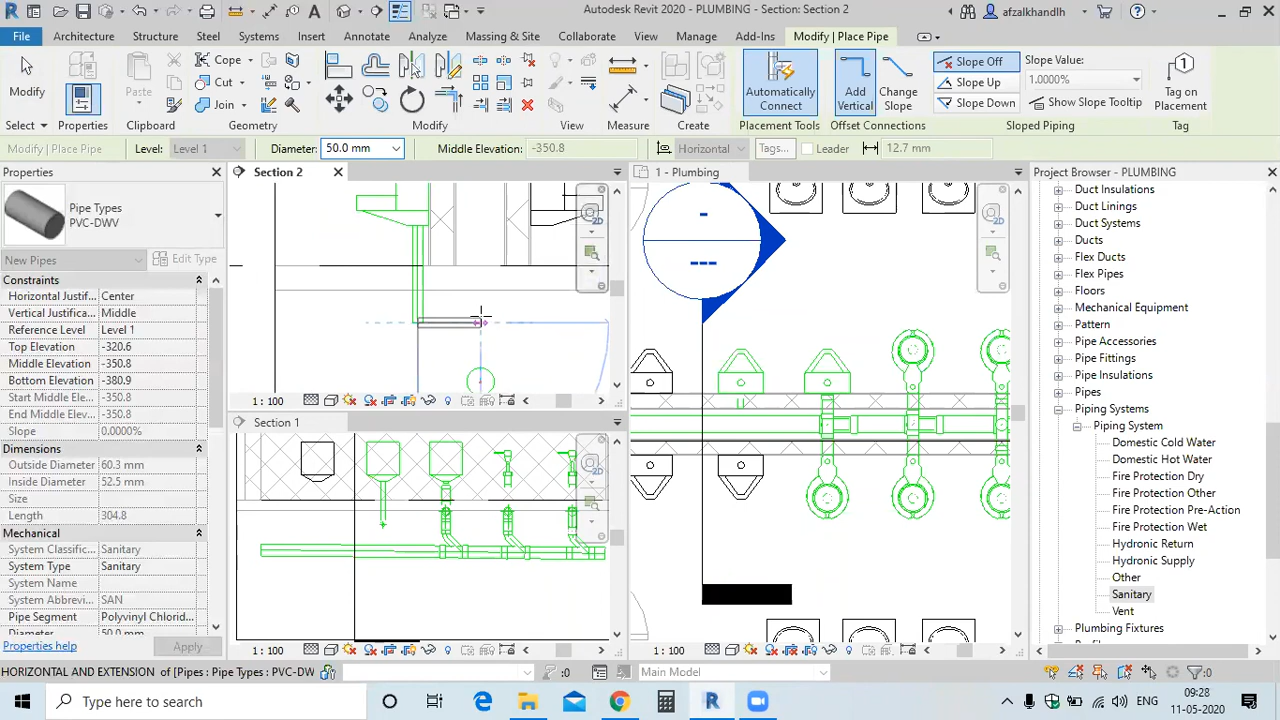 Autodesk Revit 2020 - PLUMBING - Section: Section 2
afzalkhandlh
File
Architecture
Structure
Steel
Systems
Insert
Annotate
Analyze
Massing & Site
Collaborate
View
Manage
Add-Ins
Modify | Place Pipe
Modify
Select
Properties
Paste
Clipboard
Cope
Cut
Join
Geometry
Modify
View
Measure
Create
Automatically Connect
Placement Tools
Add Vertical
Change Slope
Offset Connections
Slope Off
Slope Up
Slope Down
Slope Value:
1.0000%
Show Slope Tooltip
Sloped Piping
Tag on Placement
Tag
Modify | Place Pipe
Level: Level 1
Diameter: 50.0 mm
Middle Elevation: -350.8
Horizontal
Tags...
Leader
12.7 mm
Properties
Pipe Types
PVC-DWV
New Pipes
Edit Type
Constraints
Horizontal Justif... Center
Vertical Justific... Middle
Reference Level Level 1
Top Elevation -320.6
Middle Elevation -350.8
Bottom Elevation -380.9
Start Middle Elev... -350.8
End Middle Elev... -350.8
Slope 0.0000%
Dimensions
Outside Diameter 60.3 mm
Inside Diameter 52.5 mm
Size
Length 304.8
Mechanical
System Classific... Sanitary
System Type Sanitary
System Name
System Abbrevia... SAN
Pipe Segment Polyvinyl Chlorid...
Diameter 50.0 mm
Properties help
Apply
Section 2
2D
1 : 100
Section 1
2D
1 : 100
1 - Plumbing
2D
1 : 100
Project Browser - PLUMBING
Duct Insulations
Duct Linings
Duct Systems
Ducts
Flex Ducts
Flex Pipes
Floors
Mechanical Equipment
Pattern
Pipe Accessories
Pipe Fittings
Pipe Insulations
Pipes
Piping Systems
Piping System
Domestic Cold Water
Domestic Hot Water
Fire Protection Dry
Fire Protection Other
Fire Protection Pre-Action
Fire Protection Wet
Hydronic Return
Hydronic Supply
Other
Sanitary
Vent
Plumbing Fixtures
HORIZONTAL AND EXTENSION of [Pipes : Pipe Types : PVC-DW
:0
Main Model
:0
Type here to search
ENG
09:28
11-05-2020